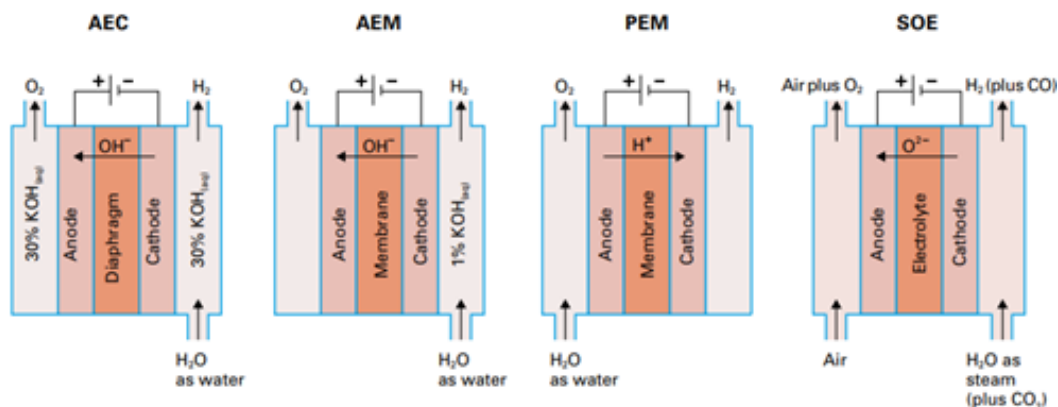 AEC
AEM
PEM
SOE
O₂
+ −
H₂
OH⁻
30% KOH(aq)
Anode
Diaphragm
Cathode
30% KOH(aq)
H₂O
as water
O₂
+ −
H₂
OH⁻
Anode
Membrane
Cathode
1% KOH(aq)
H₂O
as water
O₂
+ −
H₂
H⁺
Anode
Membrane
Cathode
H₂O
as water
Air plus O₂
+ −
H₂ (plus CO)
O²⁻
Anode
Electrolyte
Cathode
Air
H₂O as
steam
(plus CO₂)